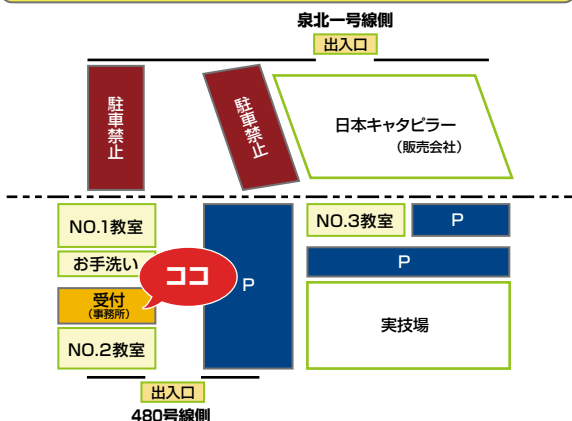 泉北一号線側
出入口
駐車禁止
駐車禁止
日本キャタピラー
（販売会社）
NO.1教室
お手洗い
ココ
受付
（事務所）
NO.2教室
P
NO.3教室
P
P
実技場
出入口
480号線側